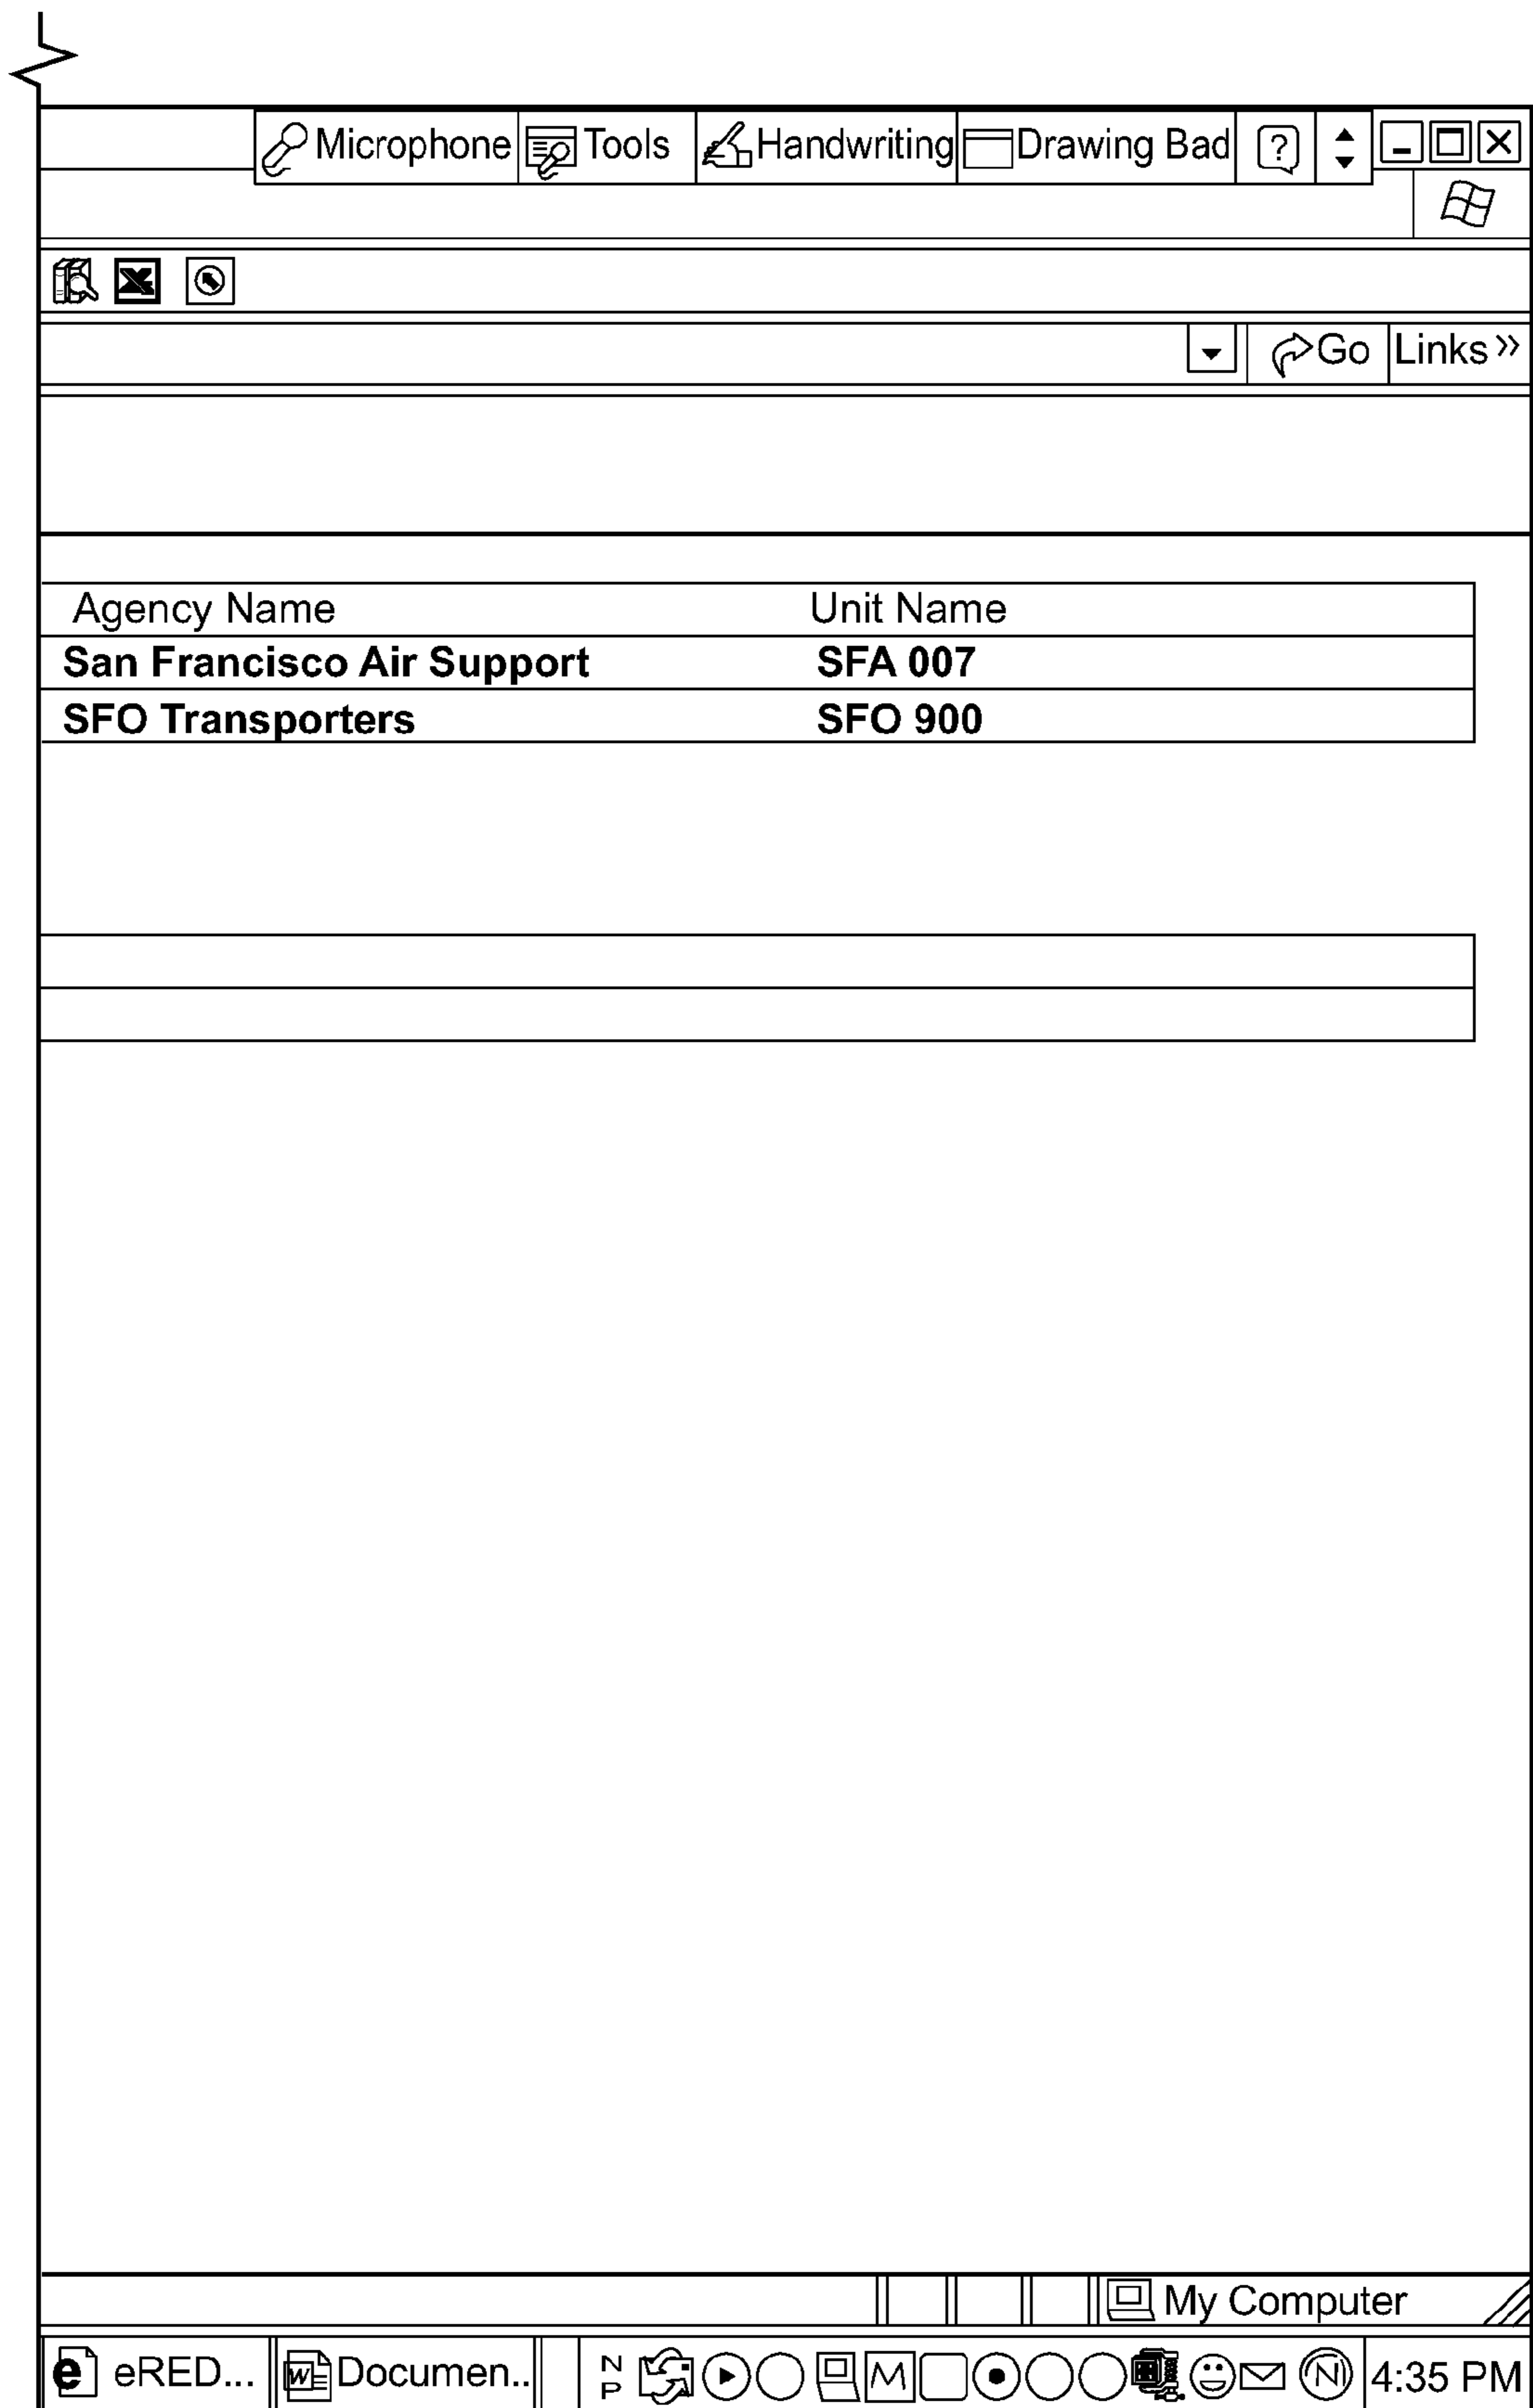 Microphone Tools Handwriting Drawing Bad ?
Go Links »
Agency Name Unit Name
San Francisco Air Support SFA 007
SFO Transporters SFO 900
My Computer
e eRED... W Documen.. N P M N 4:35 PM